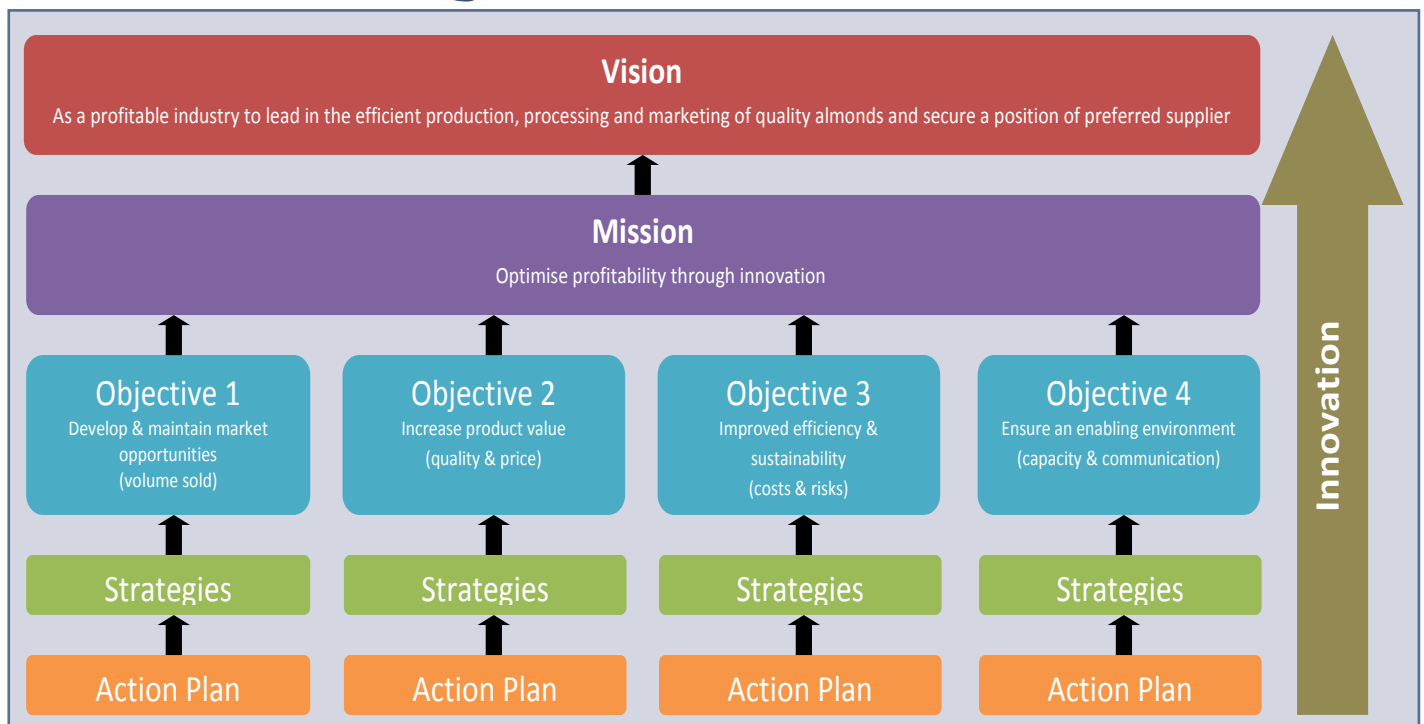 Vision
As a profitable industry to lead in the efficient production, processing and marketing of quality almonds and secure a position of preferred supplier
Mission
Optimise profitability through innovation
Objective 1
Develop & maintain market
opportunities
(volume sold)
Objective 2
Increase product value
(quality & price)
Objective 3
Improved efficiency &
sustainability
(costs & risks)
Objective 4
Ensure an enabling environment
(capacity & communication)
Strategies
Strategies
Strategies
Strategies
Action Plan
Action Plan
Action Plan
Action Plan
Innovation